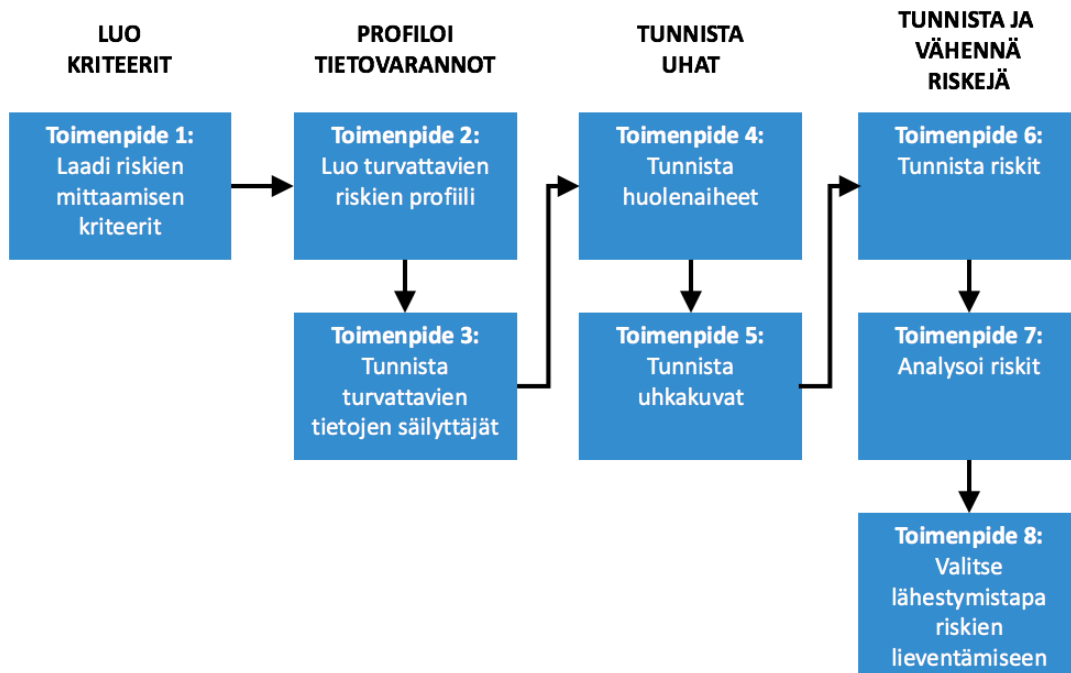 LUO
KRITEERIT
PROFILOI
TIETOVARANNOT
TUNNISTA
UHAT
TUNNISTA JA
VÄHENNÄ
RISKEJÄ
Toimenpide 1:
Laadi riskien
mittaamisen
kriteerit
Toimenpide 2:
Luo turvattavien
riskien profiili
Toimenpide 3:
Tunnista
turvattavien
tietojen säilyttäjät
Toimenpide 4:
Tunnista
huolenaiheet
Toimenpide 5:
Tunnista
uhkakuvat
Toimenpide 6:
Tunnista riskit
Toimenpide 7:
Analysoi riskit
Toimenpide 8:
Valitse
lähestymistapa
riskien
lieventämiseen